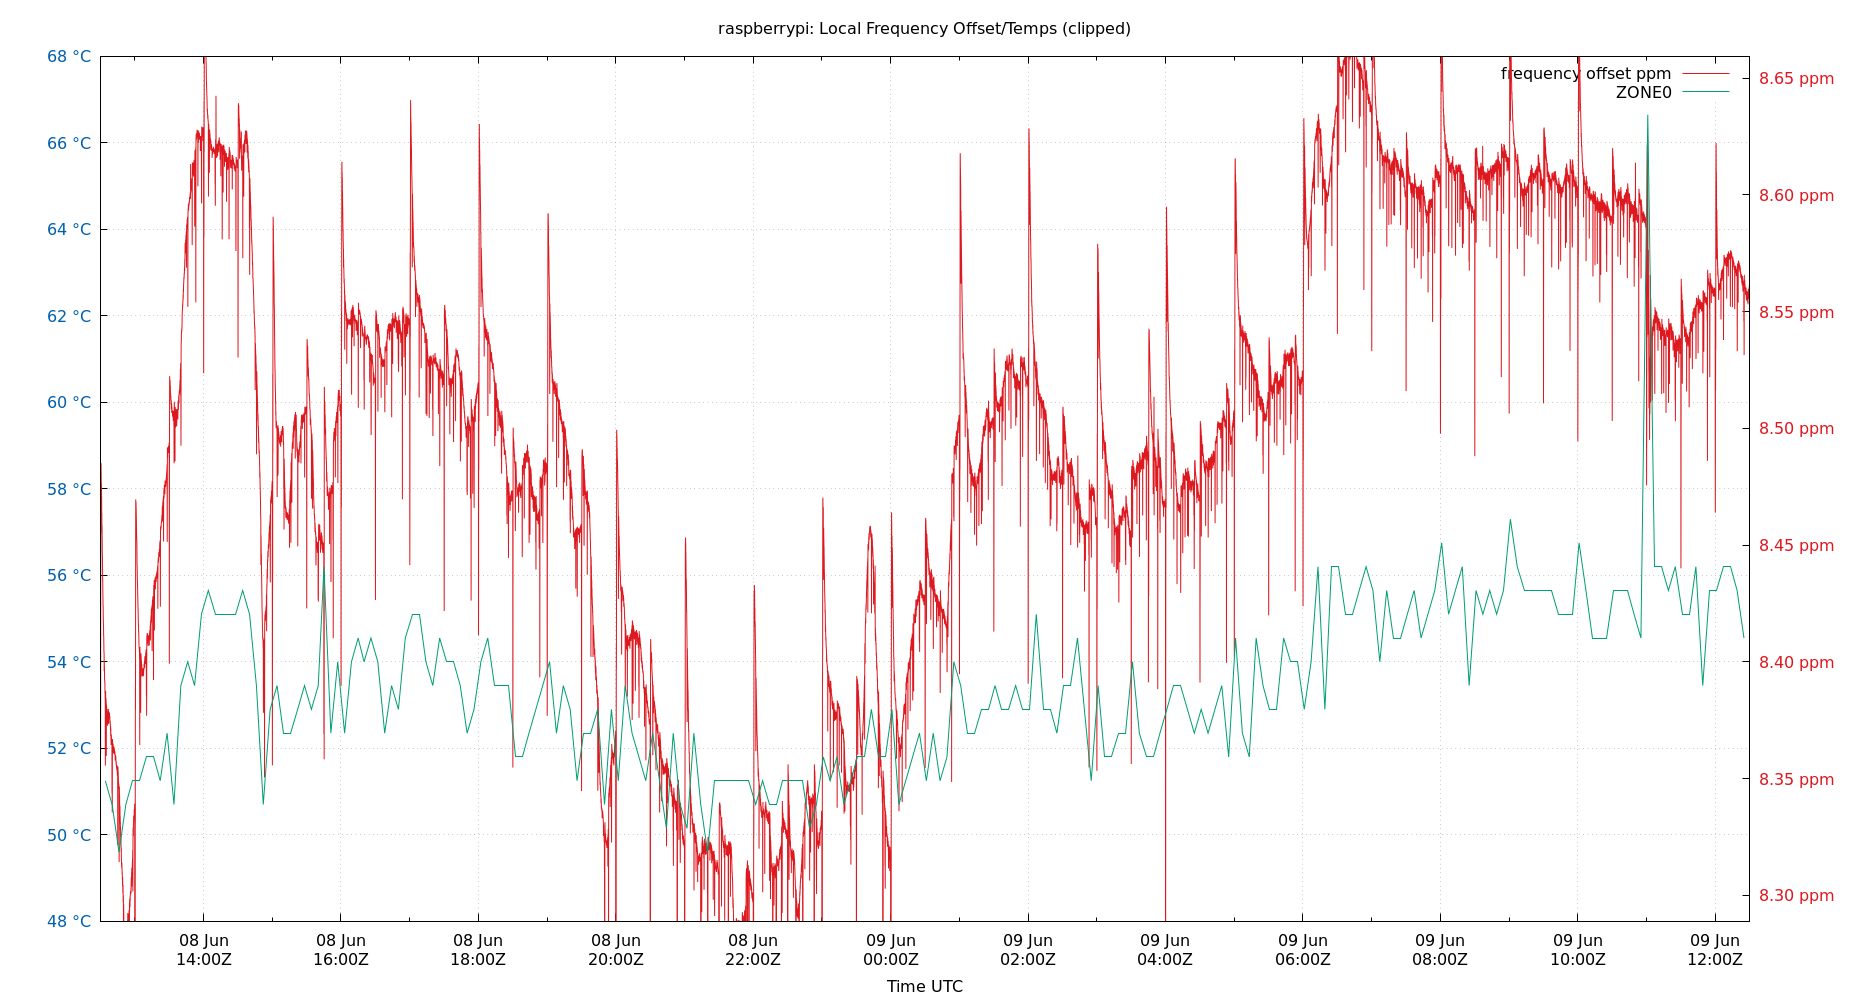 raspberrypi: Local Frequency Offset/Temps (clipped)
frequency offset ppm
ZONE0
68 °C
66 °C
64 °C
62 °C
60 °C
58 °C
56 °C
54 °C
52 °C
50 °C
48 °C
8.65 ppm
8.60 ppm
8.55 ppm
8.50 ppm
8.45 ppm
8.40 ppm
8.35 ppm
8.30 ppm
08 Jun
14:00Z
08 Jun
16:00Z
08 Jun
18:00Z
08 Jun
20:00Z
08 Jun
22:00Z
09 Jun
00:00Z
09 Jun
02:00Z
09 Jun
04:00Z
09 Jun
06:00Z
09 Jun
08:00Z
09 Jun
10:00Z
09 Jun
12:00Z
Time UTC